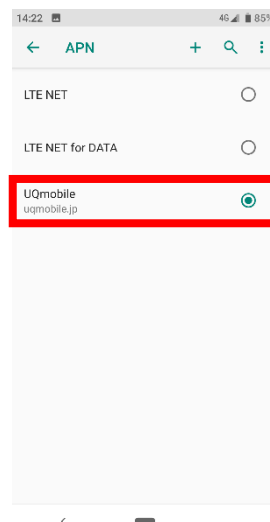 14:22 4G 85%
APN
LTE NET
LTE NET for DATA
UQmobile
uqmobile.jp